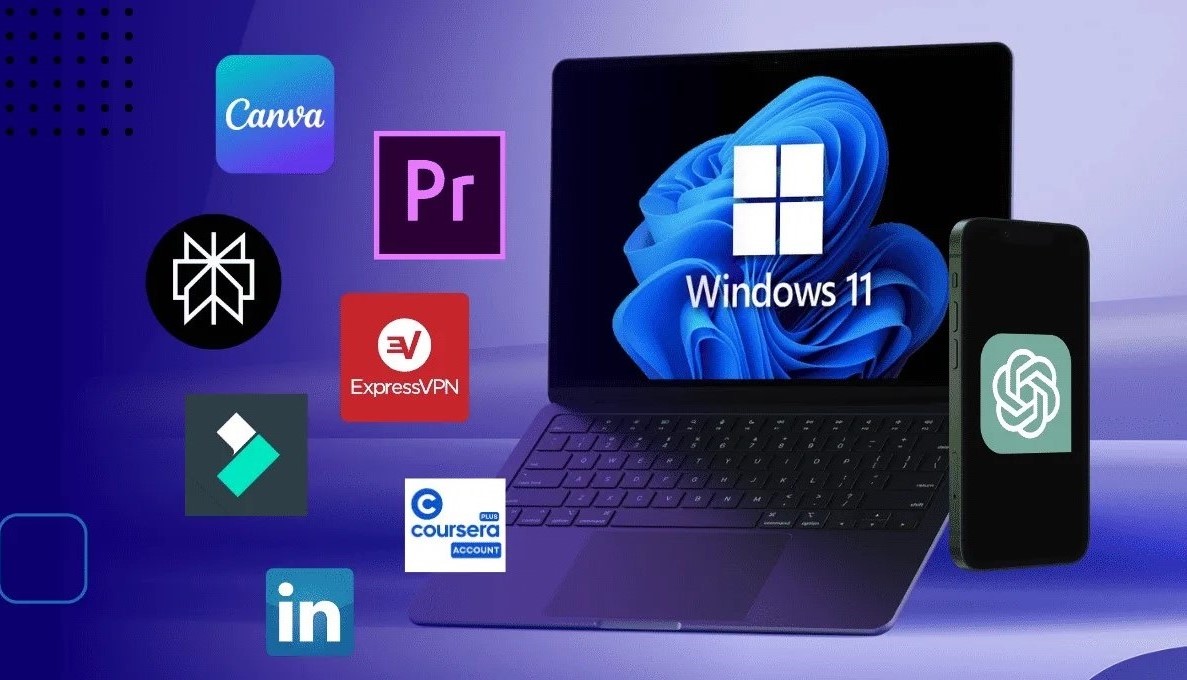 Canva
Pr
Windows 11
ExpressVPN
coursera
PLUS
ACCOUNT
in